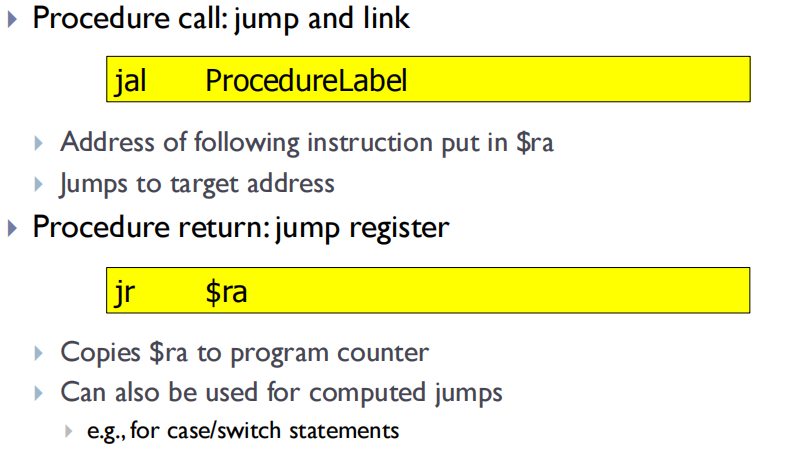 Procedure call: jump and link
jal ProcedureLabel
Address of following instruction put in $ra
Jumps to target address
Procedure return: jump register
jr $ra
Copies $ra to program counter
Can also be used for computed jumps
e.g., for case/switch statements